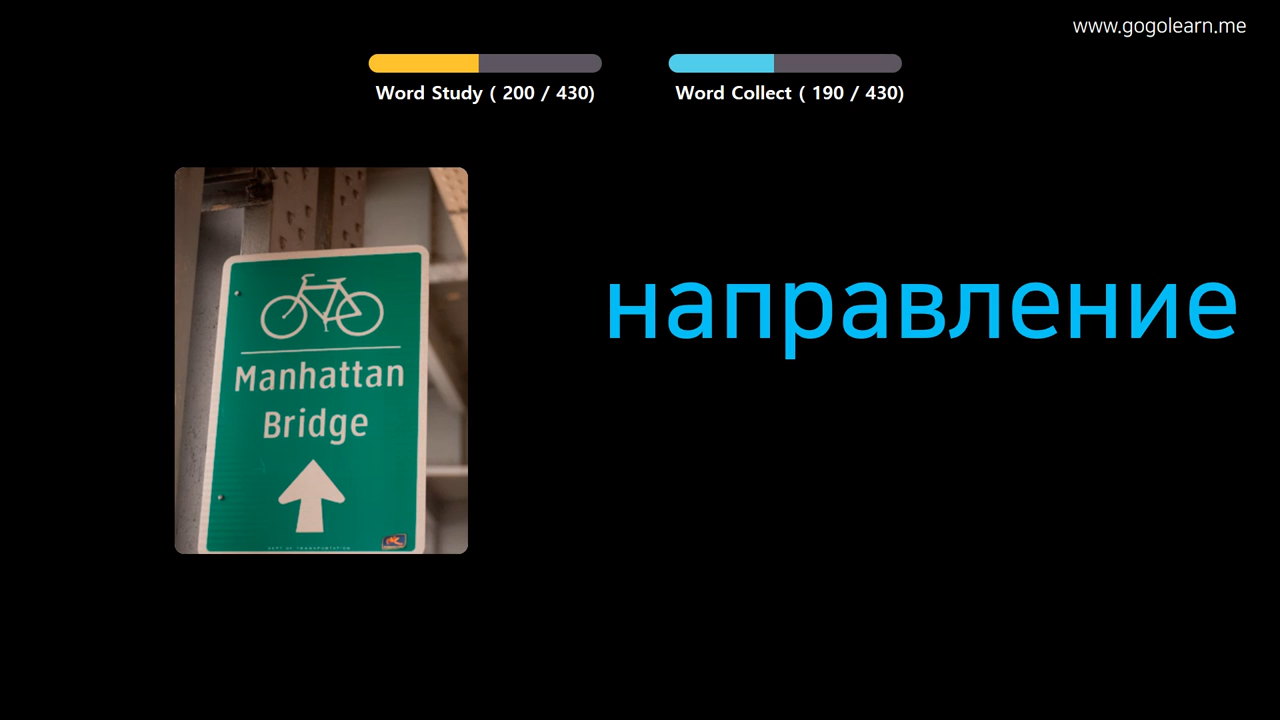 www.gogolearn.me
Word Study ( 200 / 430)
Word Collect ( 190 / 430)
направление
Manhattan
Bridge